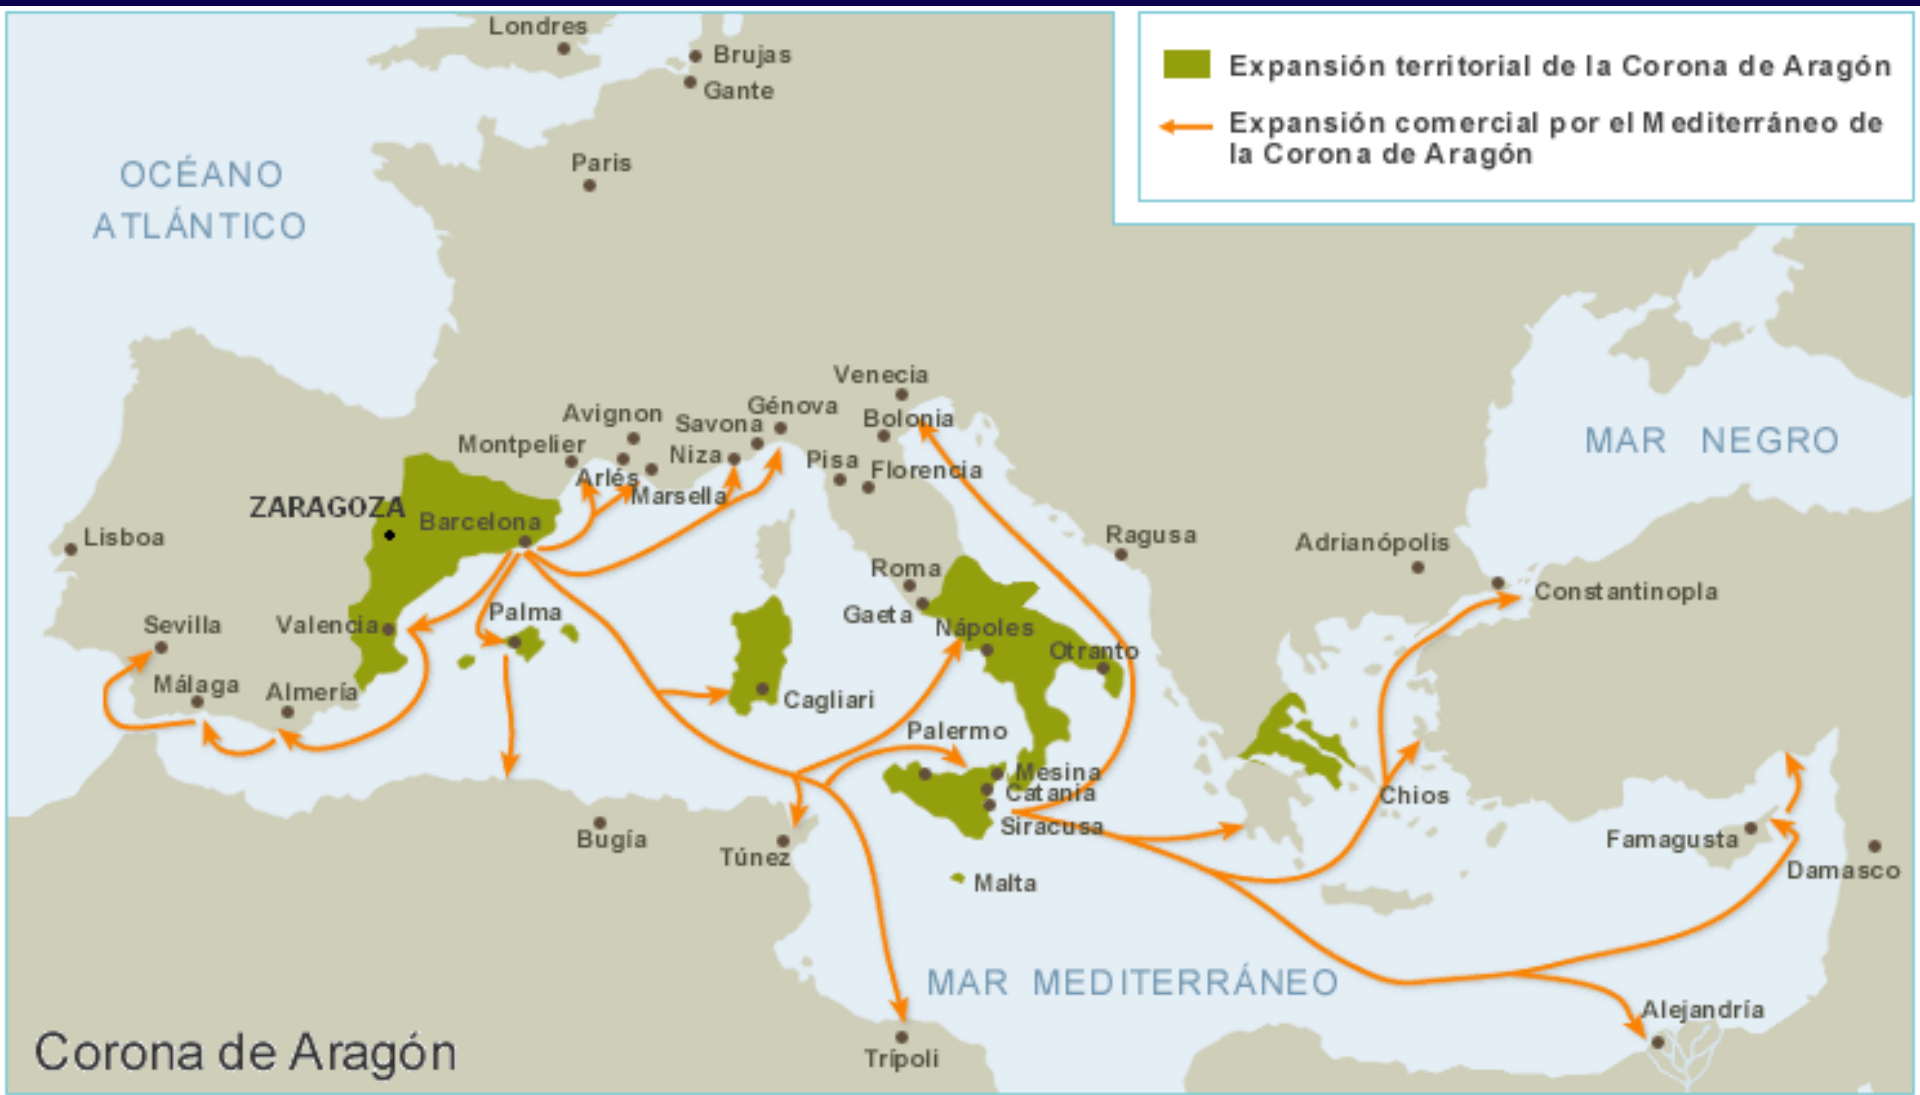 Londres
Brujas
Gante
Expansión territorial de la Corona de Aragón
Expansión comercial por el Mediterráneo de
la Corona de Aragón
OCÉANO
ATLÁNTICO
Paris
Venecia
Génova
Avignon
Savona
Bolonia
Montpelier
Niza
Pisa
Florencia
Arlés
Marsella
MAR NEGRO
ZARAGOZA
Barcelona
Lisboa
Ragusa
Adrianópolis
Roma
Constantinopla
Gaeta
Palma
Sevilla
Valencia
Nápoles
Otranto
Málaga
Almería
Cagliari
Palermo
Mesina
Catania
Chios
Siracusa
Bugía
Túnez
Famagusta
Damasco
Malta
MAR MEDITERRÁNEO
Alejandría
Corona de Aragón
Trípoli